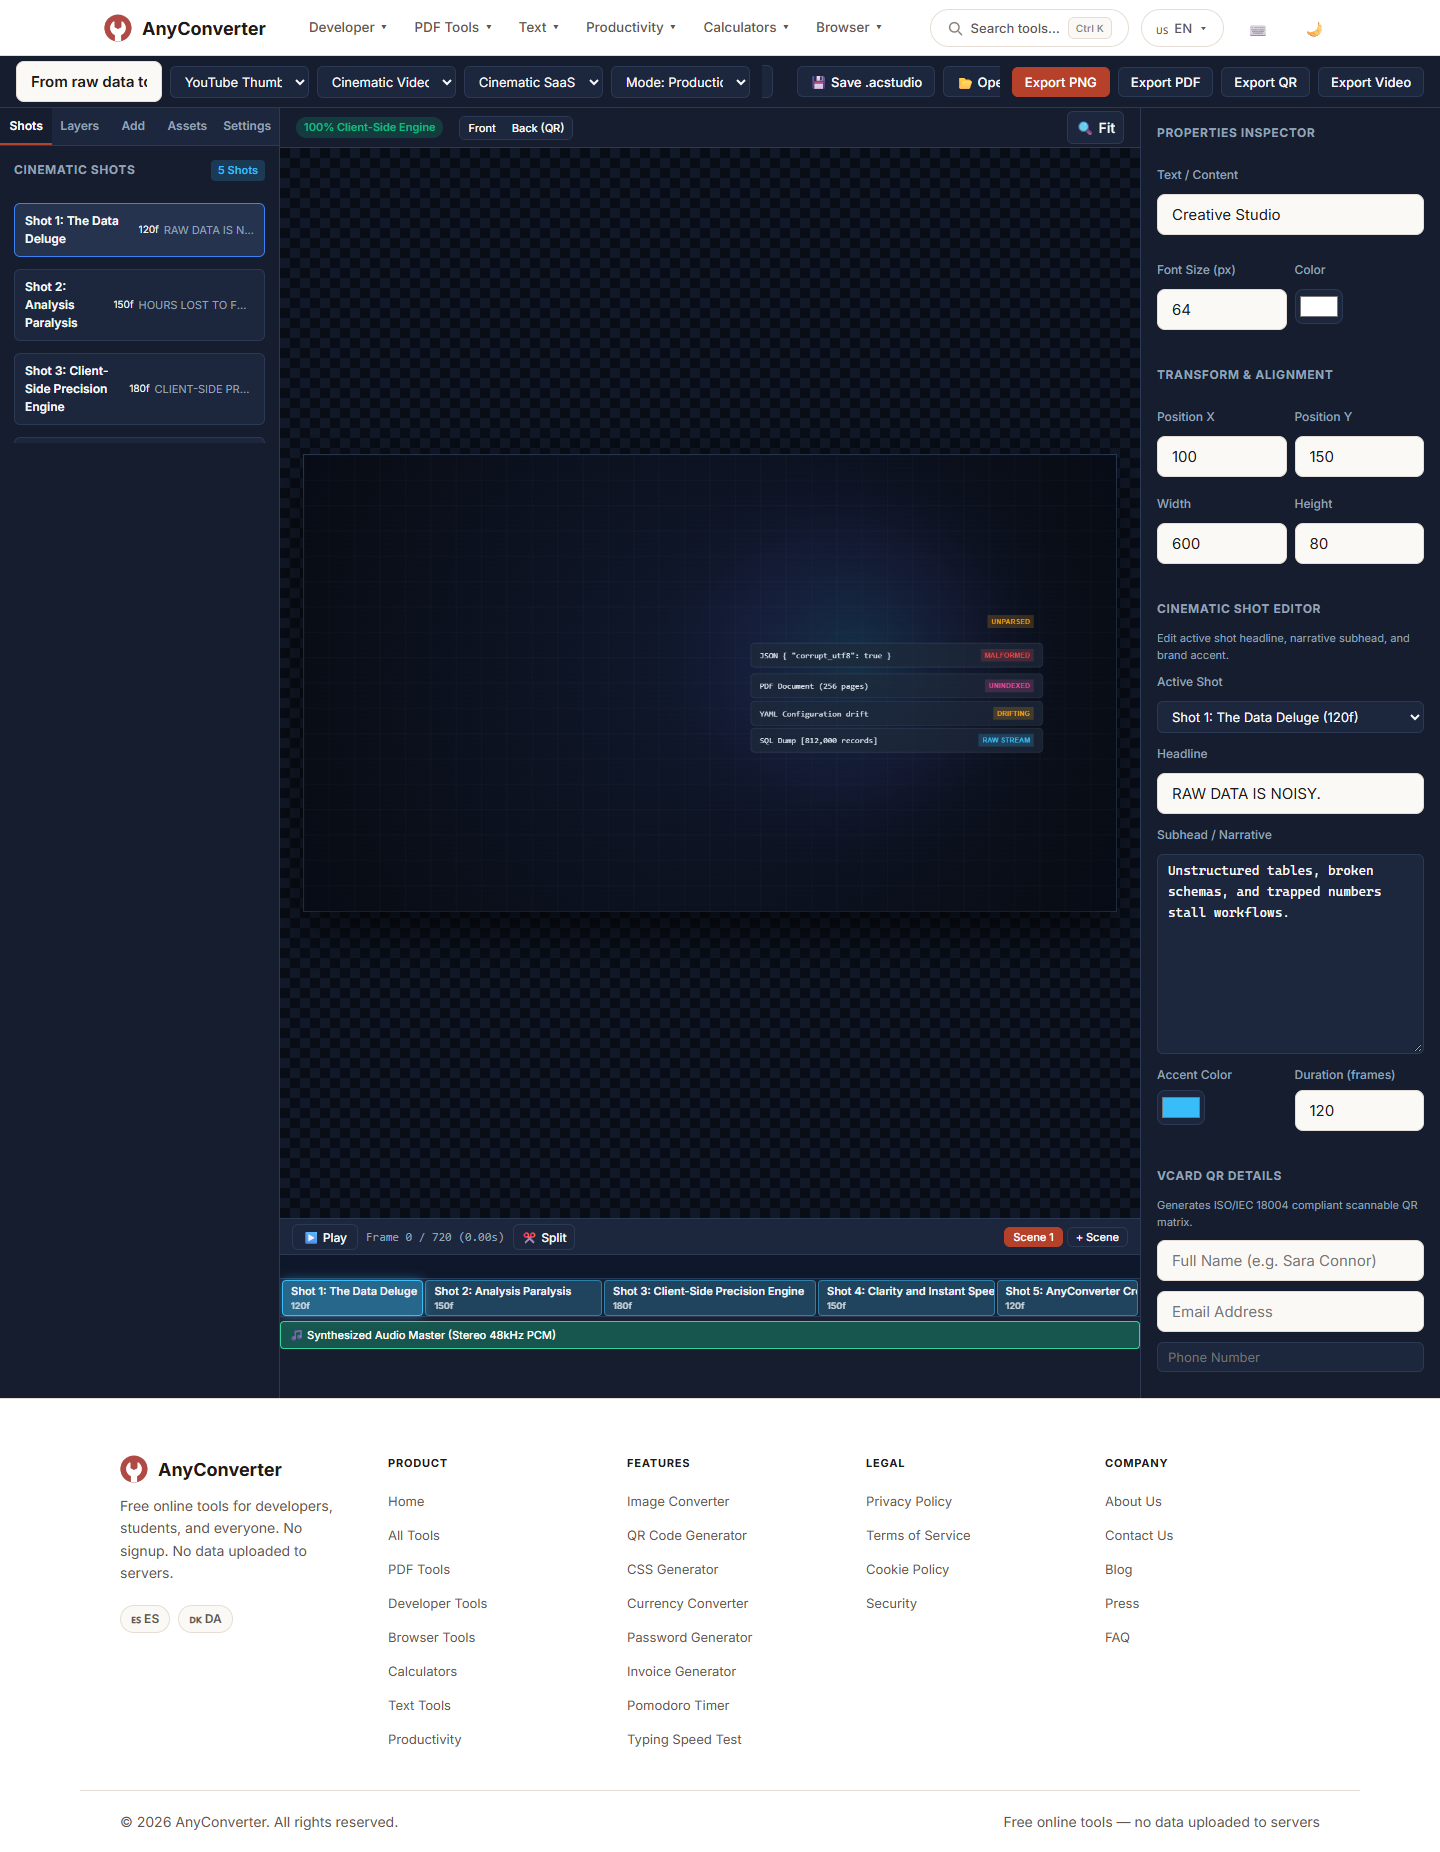 AnyConverter
Developer ▾
PDF Tools ▾
Text ▾
Productivity ▾
Calculators ▾
Browser ▾
Search tools... Ctrl K
US EN ▾
From raw data to
YouTube Thumb
Cinematic Video
Cinematic SaaS
Mode: Productic
Save .acstudio
Ope
Export PNG
Export PDF
Export QR
Export Video
Shots
Layers
Add
Assets
Settings
100% Client-Side Engine
Front
Back (QR)
Fit
CINEMATIC SHOTS
5 Shots
Shot 1: The Data
Deluge
120f RAW DATA IS N...
Shot 2:
Analysis
Paralysis
150f HOURS LOST TO F...
Shot 3: Client-
Side Precision
Engine
180f CLIENT-SIDE PR...
UNPARSED
JSON { "corrupt_utf8": true }
MALFORMED
PDF Document (256 pages)
UNINDEXED
YAML Configuration drift
DRIFTING
SQL Dump [812,000 records]
RAW STREAM
Play
Frame 0 / 720 (0.00s)
Split
Scene 1
+ Scene
Shot 1: The Data Deluge
120f
Shot 2: Analysis Paralysis
150f
Shot 3: Client-Side Precision Engine
180f
Shot 4: Clarity and Instant Spee
150f
Shot 5: AnyConverter Cr
120f
Synthesized Audio Master (Stereo 48kHz PCM)
PROPERTIES INSPECTOR
Text / Content
Creative Studio
Font Size (px)
Color
64
TRANSFORM & ALIGNMENT
Position X
Position Y
100
150
Width
Height
600
80
CINEMATIC SHOT EDITOR
Edit active shot headline, narrative subhead, and
brand accent.
Active Shot
Shot 1: The Data Deluge (120f)
Headline
RAW DATA IS NOISY.
Subhead / Narrative
Unstructured tables, broken
schemas, and trapped numbers
stall workflows.
Accent Color
Duration (frames)
120
VCARD QR DETAILS
Generates ISO/IEC 18004 compliant scannable QR
matrix.
Full Name (e.g. Sara Connor)
Email Address
Phone Number
AnyConverter
Free online tools for developers,
students, and everyone. No
signup. No data uploaded to
servers.
ES ES
DK DA
PRODUCT
Home
All Tools
PDF Tools
Developer Tools
Browser Tools
Calculators
Text Tools
Productivity
FEATURES
Image Converter
QR Code Generator
CSS Generator
Currency Converter
Password Generator
Invoice Generator
Pomodoro Timer
Typing Speed Test
LEGAL
Privacy Policy
Terms of Service
Cookie Policy
Security
COMPANY
About Us
Contact Us
Blog
Press
FAQ
© 2026 AnyConverter. All rights reserved.
Free online tools — no data uploaded to servers